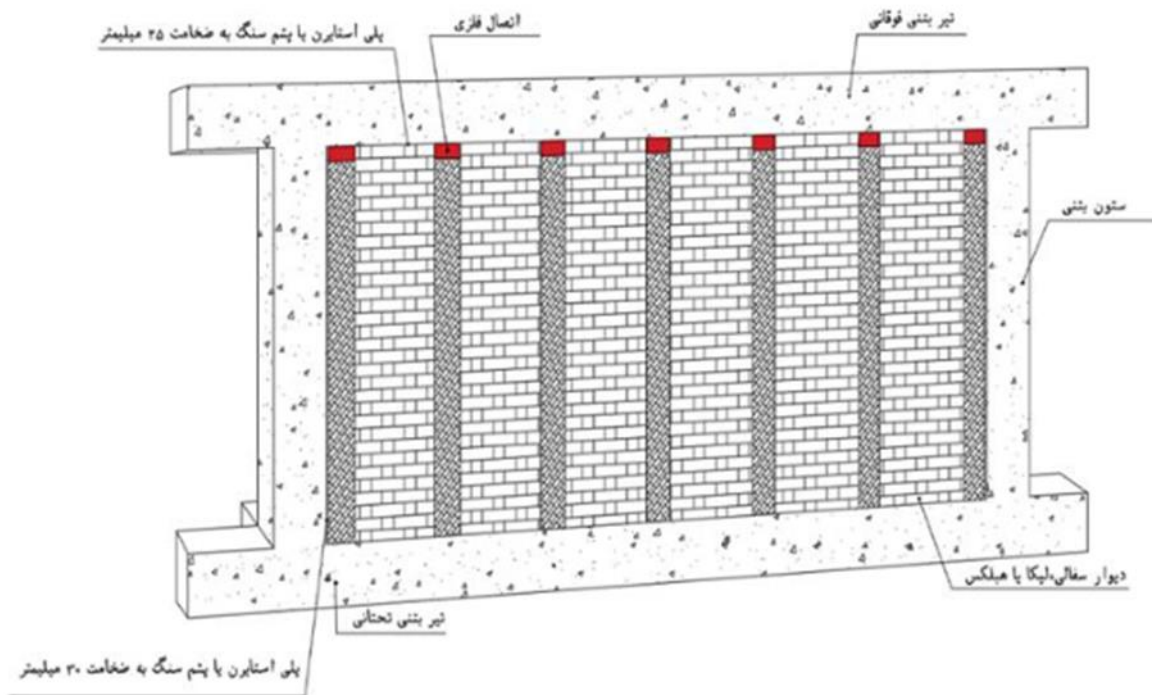 تیر بتنی فوقانی
اتصال فلزی
پلی استایرن یا پشم سنگ به ضخامت ۲۵ میلیمتر
ستون بتنی
دیوار سفالی،لیکا یا هبلکس
تیر بتنی تحتانی
پلی استایرن یا پشم سنگ به ضخامت ۳۰ میلیمتر